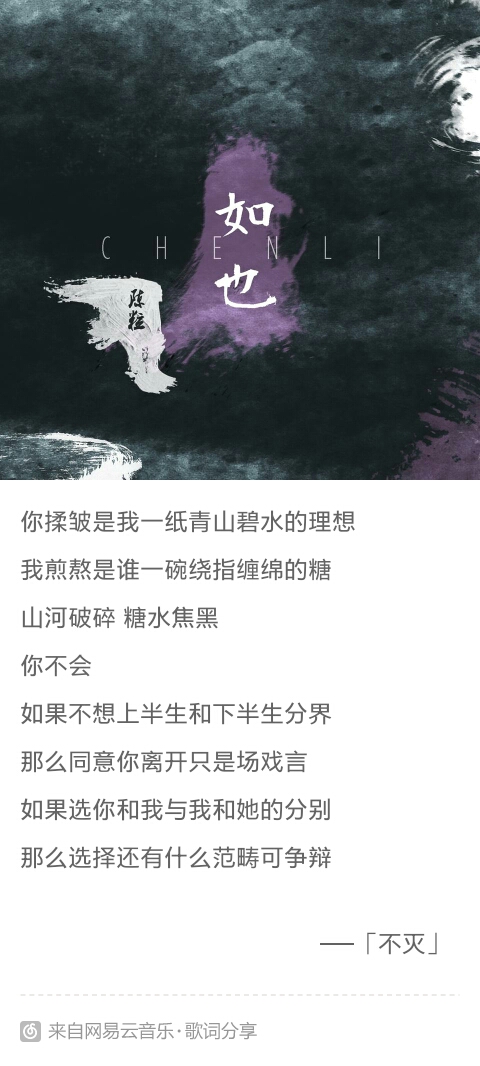 如
CHENLI
也
陈粒
你揉皱是我一纸青山碧水的理想
我煎熬是谁一碗绕指缠绵的糖
山河破碎 糖水焦黑
你不会
如果不想上半生和下半生分界
那么同意你离开只是场戏言
如果选你和我与我和她的分别
那么选择还有什么范畴可争辩
——「不灭」
来自网易云音乐·歌词分享